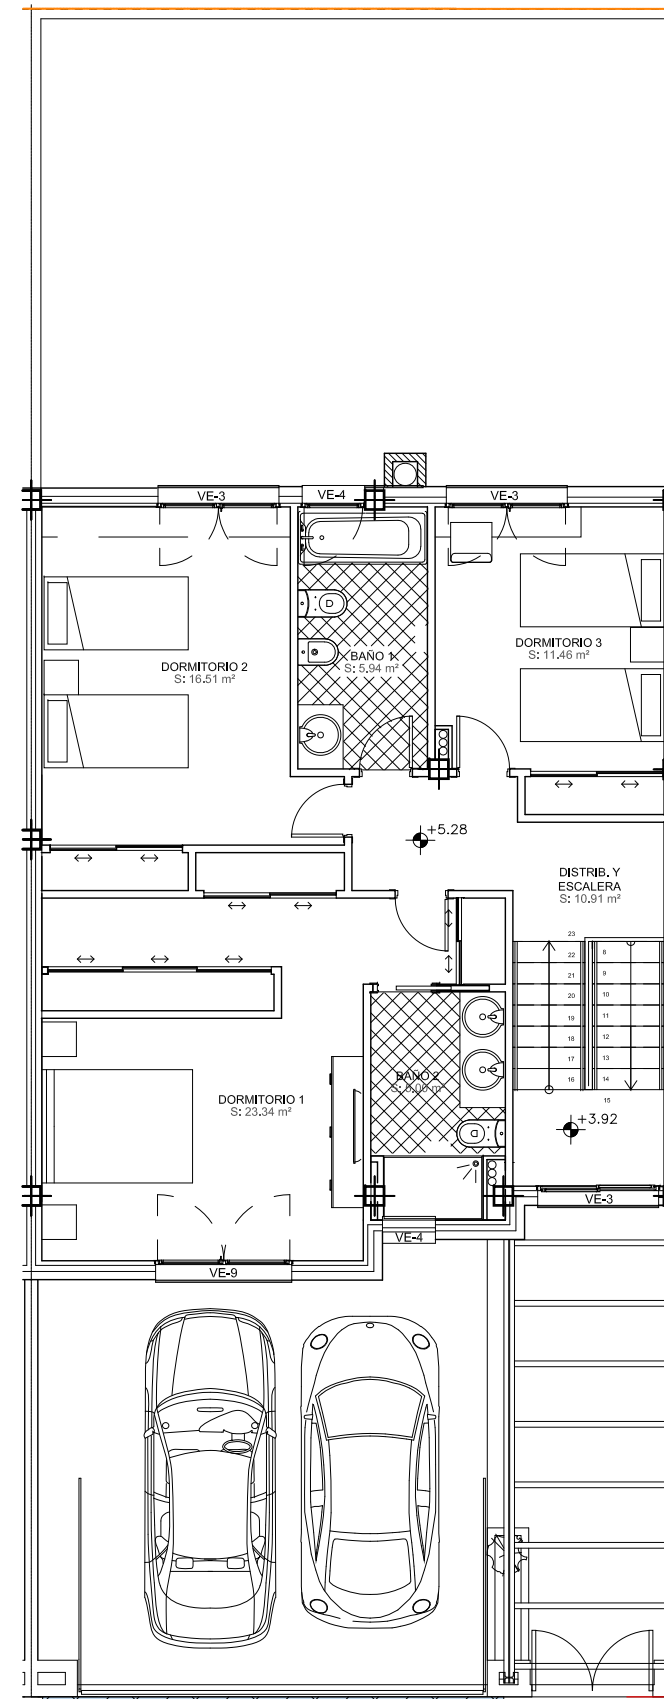 VE-3
VE-4
VE-3
DORMITORIO 2
S: 16.51 m²
BAÑO 1
S: 5.94 m²
DORMITORIO 3
S: 11.46 m²
+5.28
DISTRIB. Y
ESCALERA
S: 10.91 m²
23
22
21
20
19
18
17
16
8
9
10
11
12
13
14
15
DORMITORIO 1
S: 23.34 m²
BAÑO 2
+3.92
VE-3
VE-4
VE-9